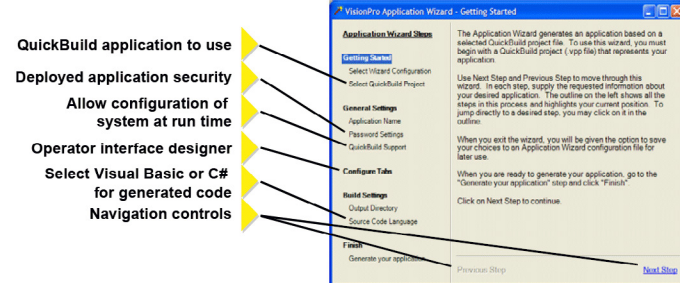 QuickBuild application to use
Deployed application security
Allow configuration of
system at run time
Operator interface designer
Select Visual Basic or C#
for generated code
Navigation controls
VisionPro Application Wizard - Getting Started
Application Wizard Steps
Getting Started
Select Wizard Configuration
Select QuickBuild Project
General Settings
Application Name
Password Settings
QuickBuild Support
Configure Tabs
Build Settings
Output Directory
Source Code Language
Finish
Generate your application
The Application Wizard generates an application based on a
selected QuickBuild project file. To use this wizard, you must
begin with a QuickBuild project (.vpp file) that represents your
application.
Use Next Step and Previous Step to move through this
wizard. In each step, supply the requested information about
your desired application. The outline on the left shows all the
steps in this process and highlights your current position. To
jump directly to a desired step, you may click on it in the
outline.
When you exit the wizard, you will be given the option to save
your choices to an Application Wizard configuration file for
later use.
When you are ready to generate your application, go to the
"Generate your application" step and click "Finish".
Click on Next Step to continue.
Previous Step
Next Step